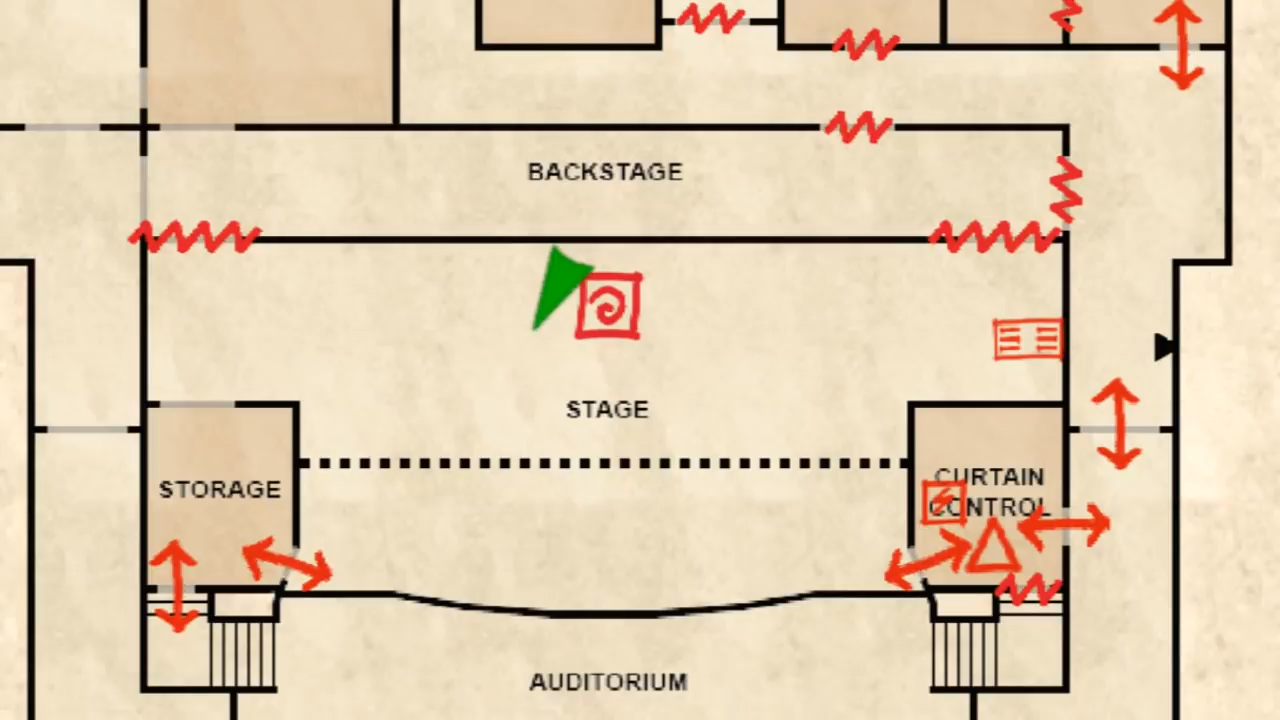 BACKSTAGE
STAGE
STORAGE
CURTAIN
CONTROL
AUDITORIUM